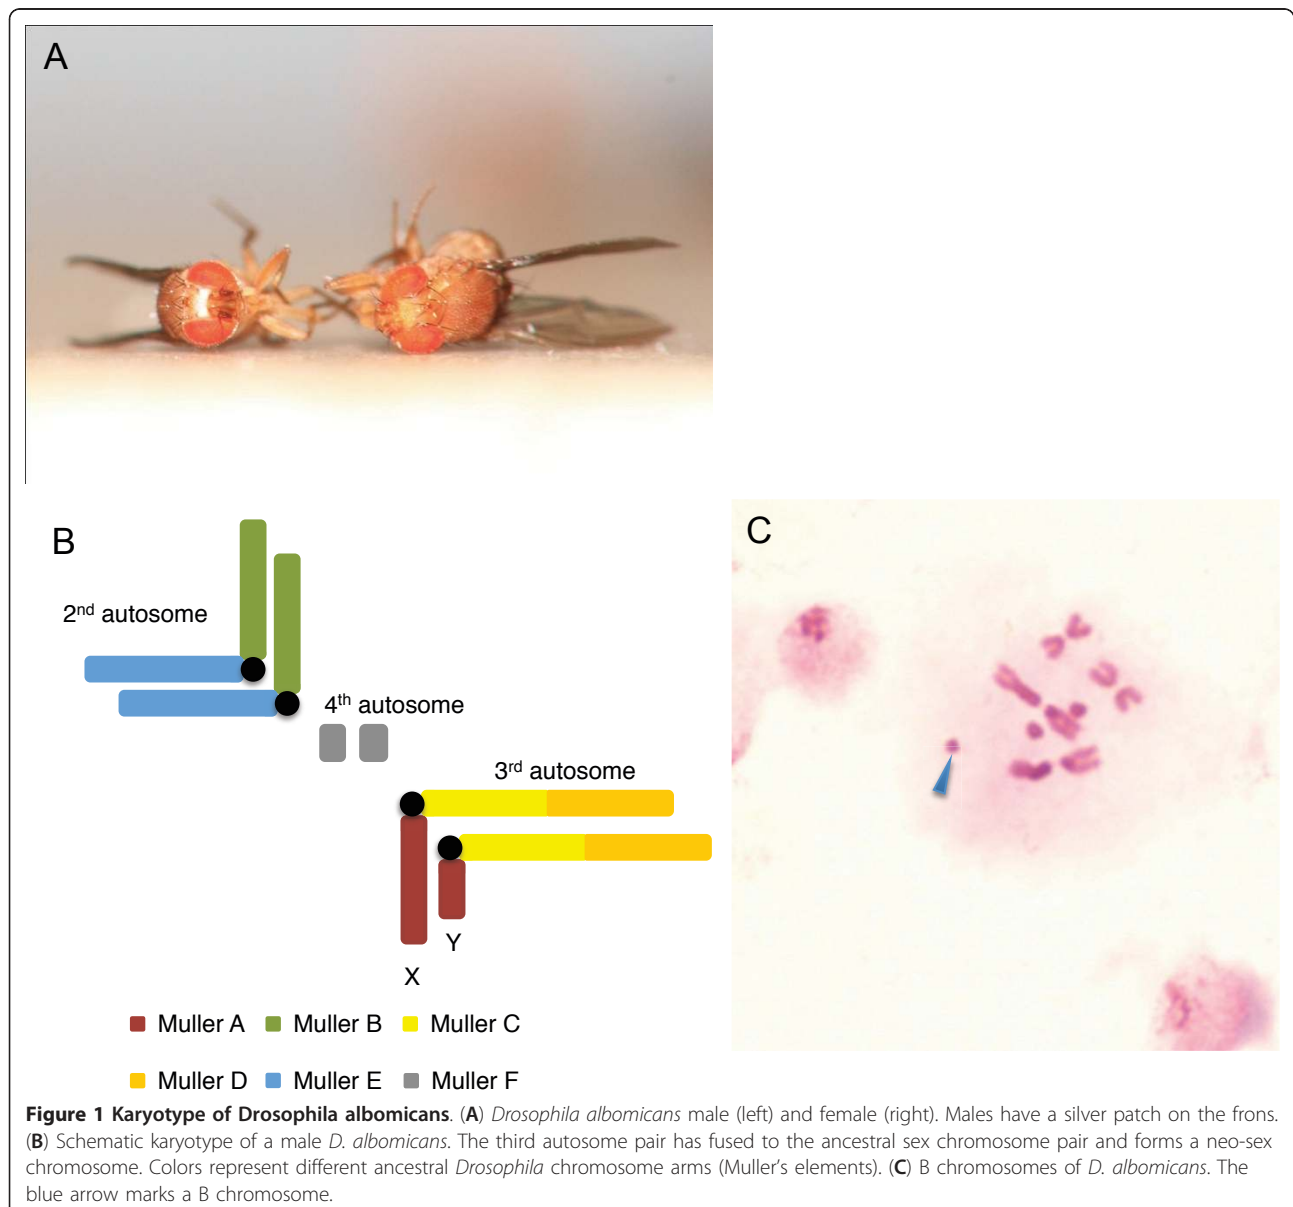 A
B
2nd autosome
4th autosome
3rd autosome
Y
X
Muller A Muller B Muller C
Muller D Muller E Muller F
C
Figure 1 Karyotype of Drosophila albomicans. (A) Drosophila albomicans male (left) and female (right). Males have a silver patch on the frons.
(B) Schematic karyotype of a male D. albomicans. The third autosome pair has fused to the ancestral sex chromosome pair and forms a neo-sex
chromosome. Colors represent different ancestral Drosophila chromosome arms (Muller's elements). (C) B chromosomes of D. albomicans. The
blue arrow marks a B chromosome.